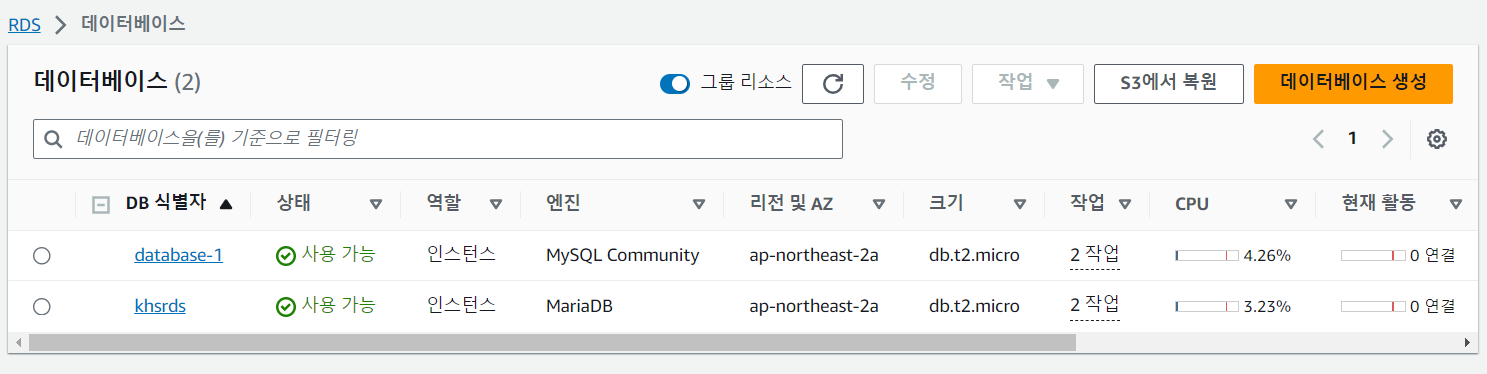 RDS > 데이터베이스
데이터베이스 (2) 그룹 리소스 수정 작업 S3에서 복원 데이터베이스 생성
데이터베이스을(를) 기준으로 필터링 1
DB 식별자 상태 역할 엔진 리전 및 AZ 크기 작업 CPU 현재 활동
database-1 사용 가능 인스턴스 MySQL Community ap-northeast-2a db.t2.micro 2 작업 4.26% 0 연결
khsrds 사용 가능 인스턴스 MariaDB ap-northeast-2a db.t2.micro 2 작업 3.23% 0 연결